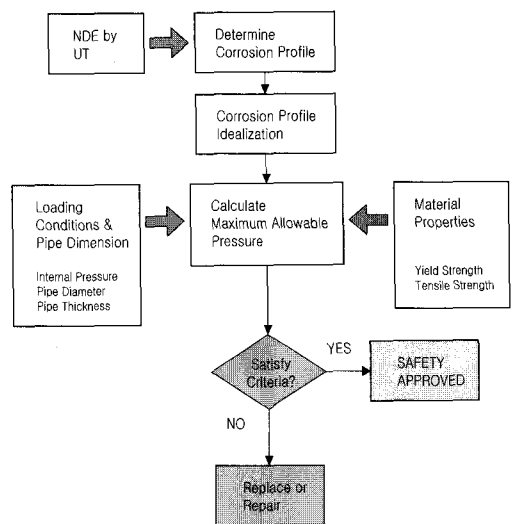 NDE by
UT
Determine
Corrosion Profile
Corrosion Profile
Idealization
Loading
Conditions &
Pipe Dimension
Internal Pressure
Pipe Diameter
Pipe Thickness
Calculate
Maximum Allowable
Pressure
Material
Properties
Yield Strength
Tensile Strength
Satisfy
Criteria?
YES
SAFETY
APPROVED
NO
Replace or
Repair